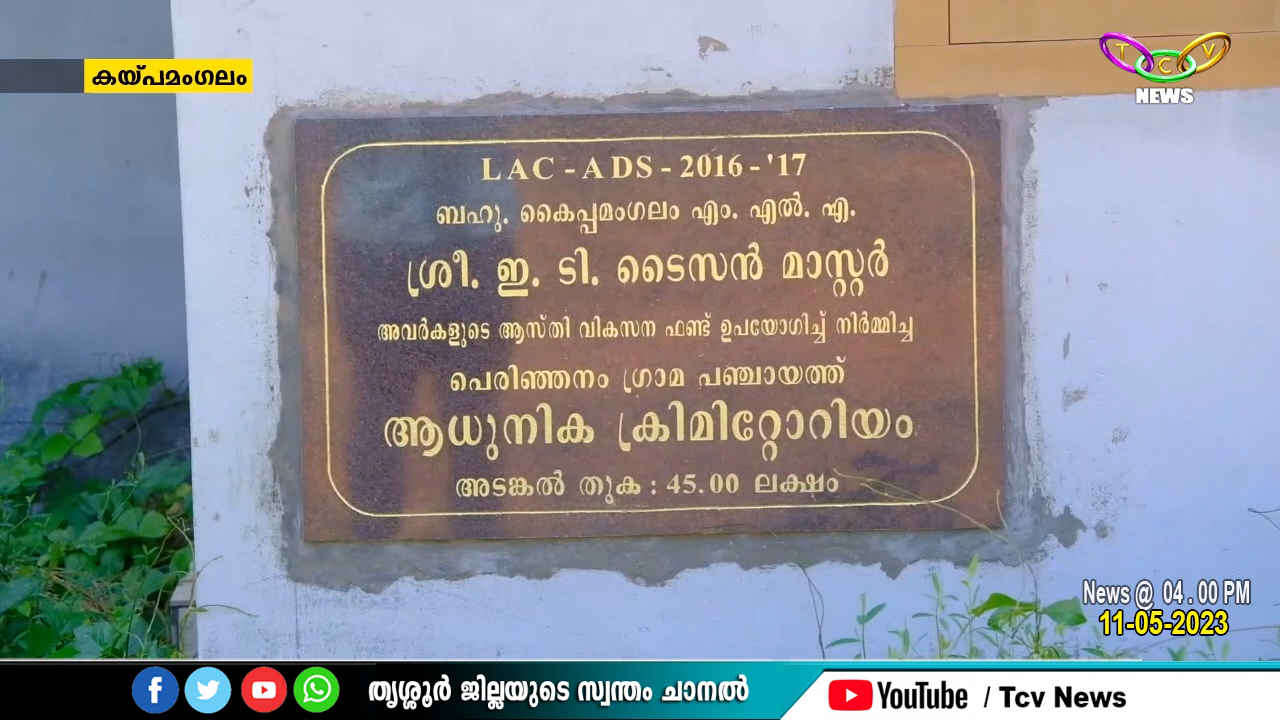 കയ്പമംഗലം
T C V
NEWS
LAC - ADS - 2016 - '17
ബഹു. കൈപ്പമംഗലം എം. എൽ. എ.
ശ്രീ. ഇ. ടി. ടൈസൻ മാസ്റ്റർ
അവർകളുടെ ആസ്തി വികസന ഫണ്ട് ഉപയോഗിച്ച് നിർമ്മിച്ച
പെരിഞ്ഞനം ഗ്രാമ പഞ്ചായത്ത്
ആധുനിക ക്രിമിറ്റോറിയം
അടങ്കൽ തുക : 45.00 ലക്ഷം
TCV
News @ 04 . 00 PM
11-05-2023
തൃശ്ശൂർ ജില്ലയുടെ സ്വന്തം ചാനൽ
YouTube / Tcv News